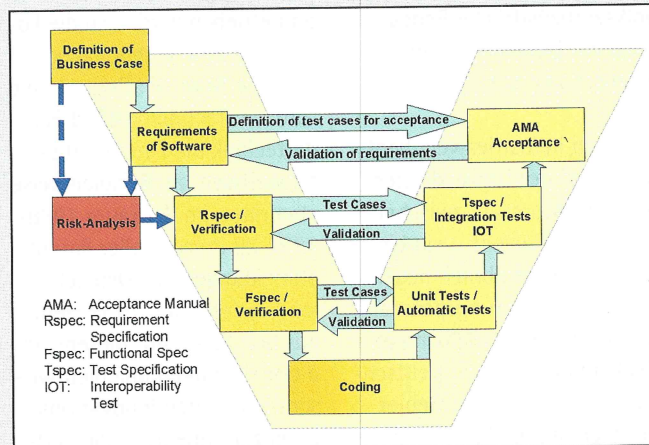 Definition of
Business Case
Requirements
of Software
Definition of test cases for acceptance
Validation of requirements
AMA
Acceptance
Risk-Analysis
Rspec /
Verification
Test Cases
Validation
Tspec /
Integration Tests
IOT
Fspec /
Verification
Test Cases
Validation
Unit Tests /
Automatic Tests
Coding
AMA: Acceptance Manual
Rspec: Requirement
Specification
Fspec: Functional Spec
Tspec: Test Specification
IOT: Interoperability
Test